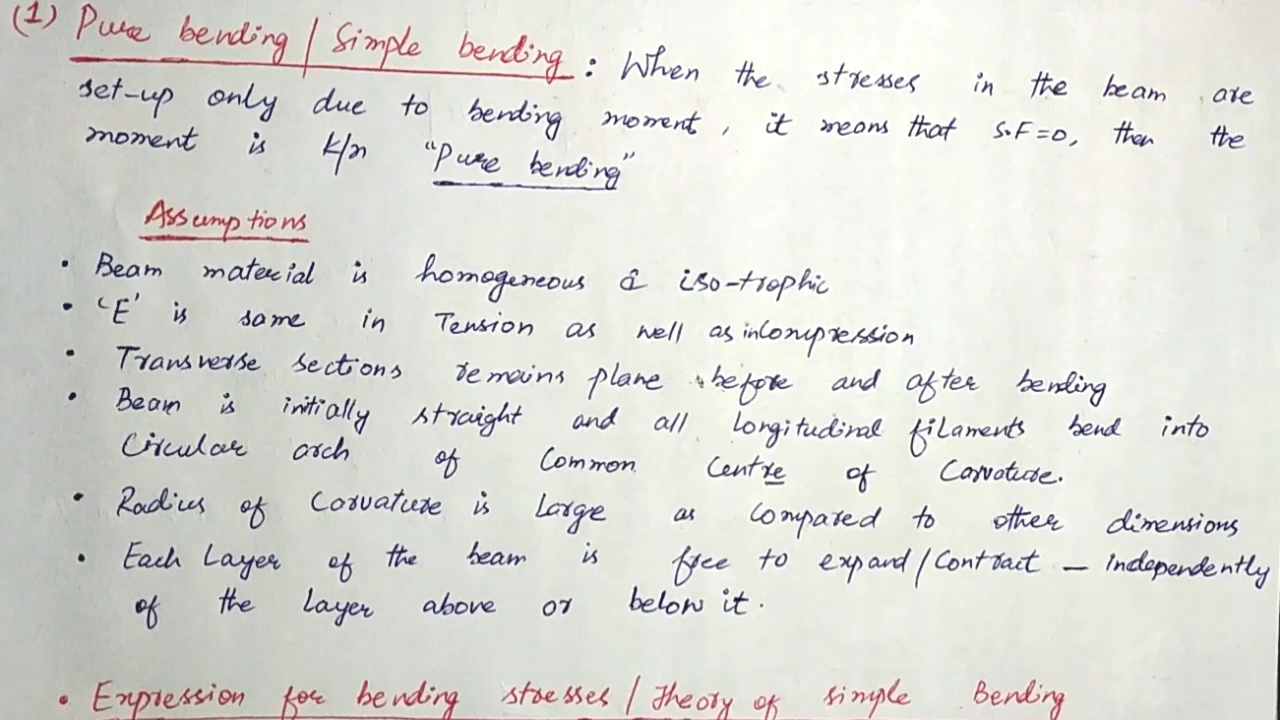 (1) Pure bending / Simple bending : When the stresses in the beam are
set-up only due to bending moment, it means that S.F=0, then the
moment is k/n "Pure bending"
Assumptions
• Beam material is homogeneous & iso-trophic
• 'E' is same in Tension as well as in Compression
• Transverse sections remains plane before and after bending
• Beam is initially straight and all longitudinal filaments bend into
Circular arch of Common Centre of Carvature.
• Radius of Carvature is Large as Compared to other dimensions
• Each Layer of the beam is free to expand/Contract – independently
of the Layer above or below it.
• Expression for bending stresses / Theory of simple Bending